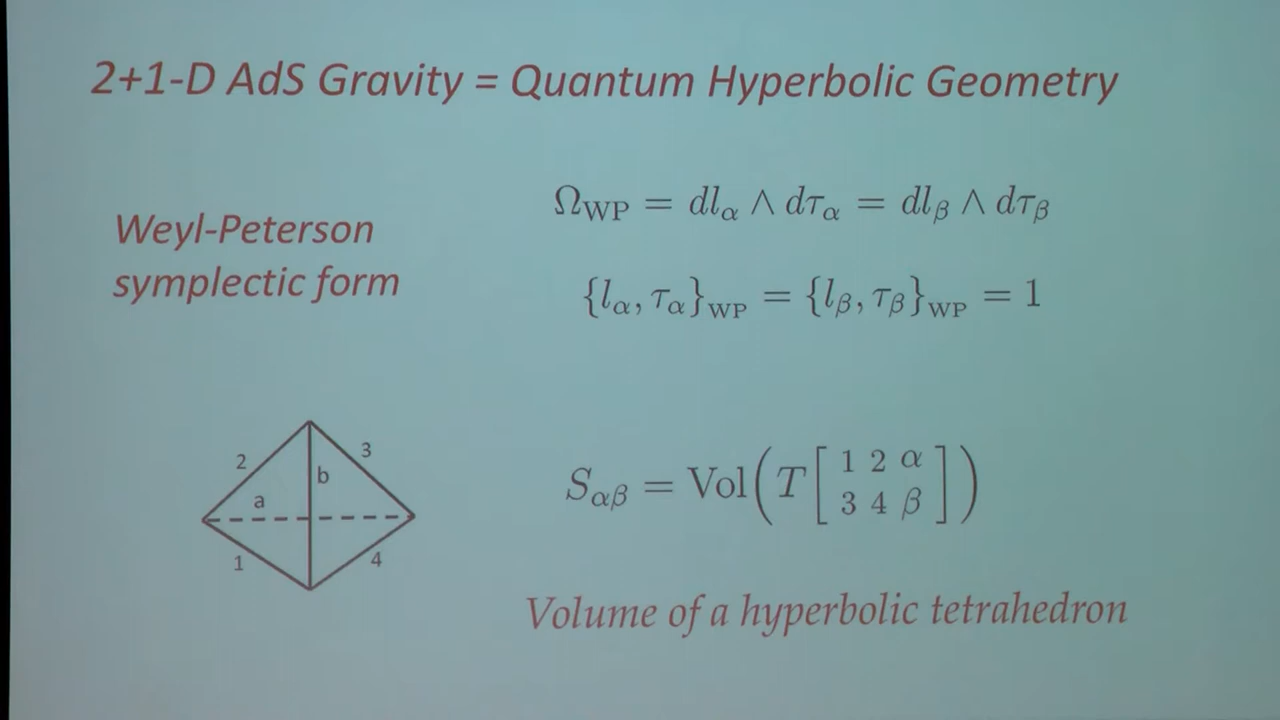 2+1-D AdS Gravity = Quantum Hyperbolic Geometry
Weyl-Peterson
symplectic form
Ω_WP = dl_α ∧ dτ_α = dl_β ∧ dτ_β
{l_α, τ_α}_WP = {l_β, τ_β}_WP = 1
2
3
b
a
1
4
S_αβ = Vol(T[1 2 α
3 4 β])
Volume of a hyperbolic tetrahedron